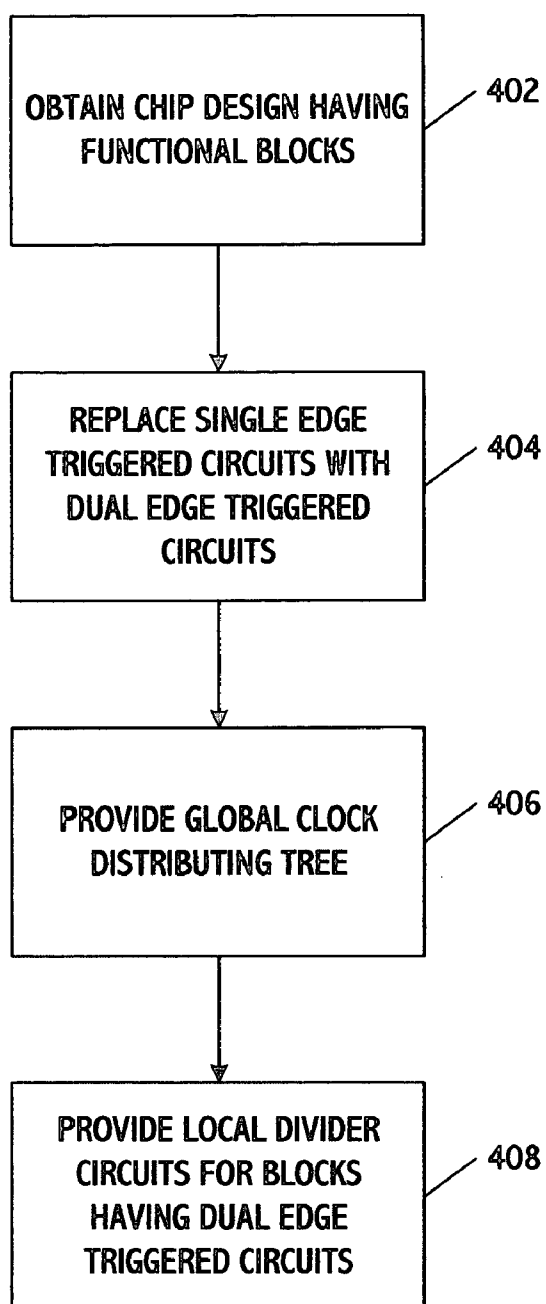 OBTAIN CHIP DESIGN HAVING
FUNCTIONAL BLOCKS
402
REPLACE SINGLE EDGE
TRIGGERED CIRCUITS WITH
DUAL EDGE TRIGGERED
CIRCUITS
404
PROVIDE GLOBAL CLOCK
DISTRIBUTING TREE
406
PROVIDE LOCAL DIVIDER
CIRCUITS FOR BLOCKS
HAVING DUAL EDGE
TRIGGERED CIRCUITS
408